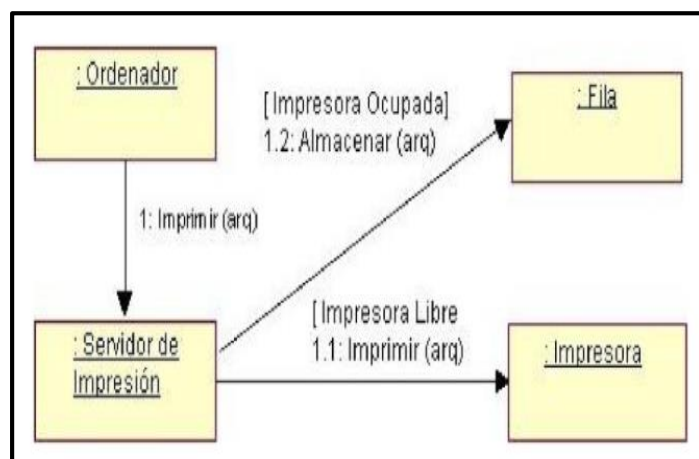 : Ordenador
[ Impresora Ocupada]
1.2: Almacenar (arq)
: Fila
1: Imprimir (arq)
: Servidor de
Impresión
[ Impresora Libre
1.1: Imprimir (arq)
: Impresora